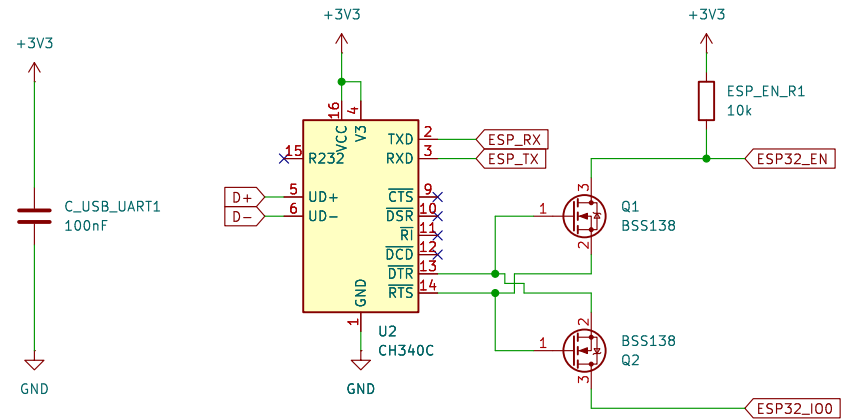 +3V3
+3V3
+3V3
C_USB_UART1
100nF
GND
16
VCC
4
V3
15
R232
TXD
2
ESP_RX
RXD
3
ESP_TX
D+
5
UD+
D-
6
UD-
CTS
9
DSR
10
RI
11
DCD
12
DTR
13
RTS
14
GND
1
U2
CH340C
GND
ESP_EN_R1
10k
ESP32_EN
3
1
Q1
BSS138
2
2
1
BSS138
Q2
3
ESP32_IO0